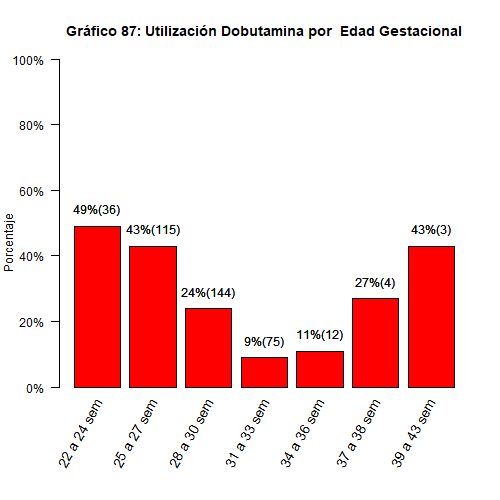 Gráfico 87: Utilización Dobutamina por  Edad Gestacional
Porcentaje
100%
80%
60%
40%
20%
0%
49%(36)
43%(115)
24%(144)
9%(75)
11%(12)
27%(4)
43%(3)
22 a 24 sem
25 a 27 sem
28 a 30 sem
31 a 33 sem
34 a 36 sem
37 a 38 sem
39 a 43 sem